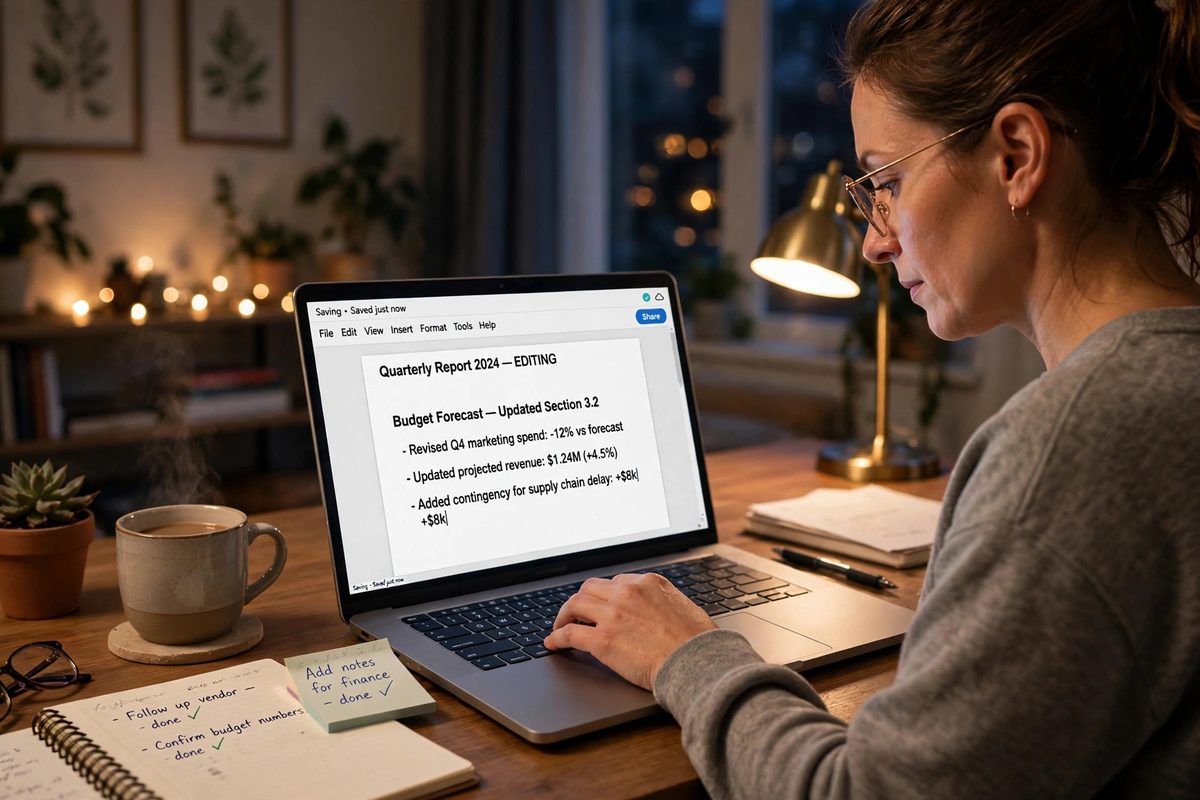 Saving • Saved just now
File Edit View Insert Format Tools Help
Share
Quarterly Report 2024 — EDITING
Budget Forecast — Updated Section 3.2
- Revised Q4 marketing spend: -12% vs forecast
- Updated projected revenue: $1.24M (+4.5%)
- Added contingency for supply chain delay: +$8k
+$8k
Saving • Saved just now
Add notes
for finance
- done ✓
- Follow up vendor —
- done ✓
- Confirm budget numbers
done ✓